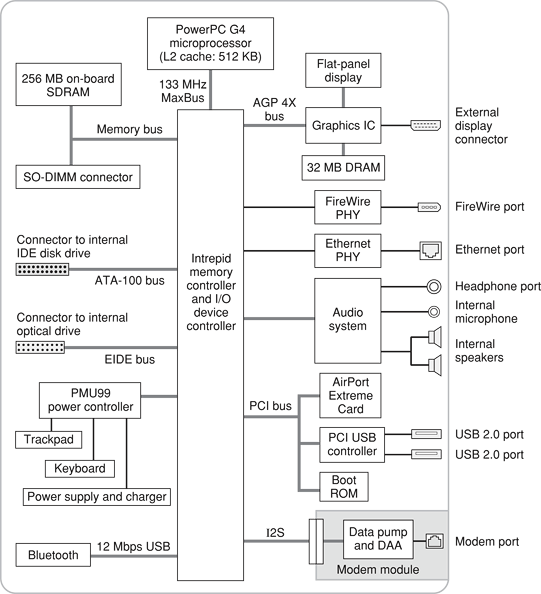 PowerPC G4
microprocessor
(L2 cache: 512 KB)
133 MHz
MaxBus
256 MB on-board
SDRAM
Memory bus
SO-DIMM connector
AGP 4X
bus
Flat-panel
display
Graphics IC
32 MB DRAM
External
display
connector
FireWire
PHY
FireWire port
Ethernet
PHY
Ethernet port
Connector to internal
IDE disk drive
ATA-100 bus
Intrepid
memory
controller
and I/O
device
controller
Audio
system
Headphone port
Internal
microphone
Internal
speakers
Connector to internal
optical drive
EIDE bus
PMU99
power controller
Trackpad
Keyboard
Power supply and charger
PCI bus
AirPort
Extreme
Card
PCI USB
controller
USB 2.0 port
USB 2.0 port
Boot
ROM
Bluetooth
12 Mbps USB
I2S
Data pump
and DAA
Modem module
Modem port